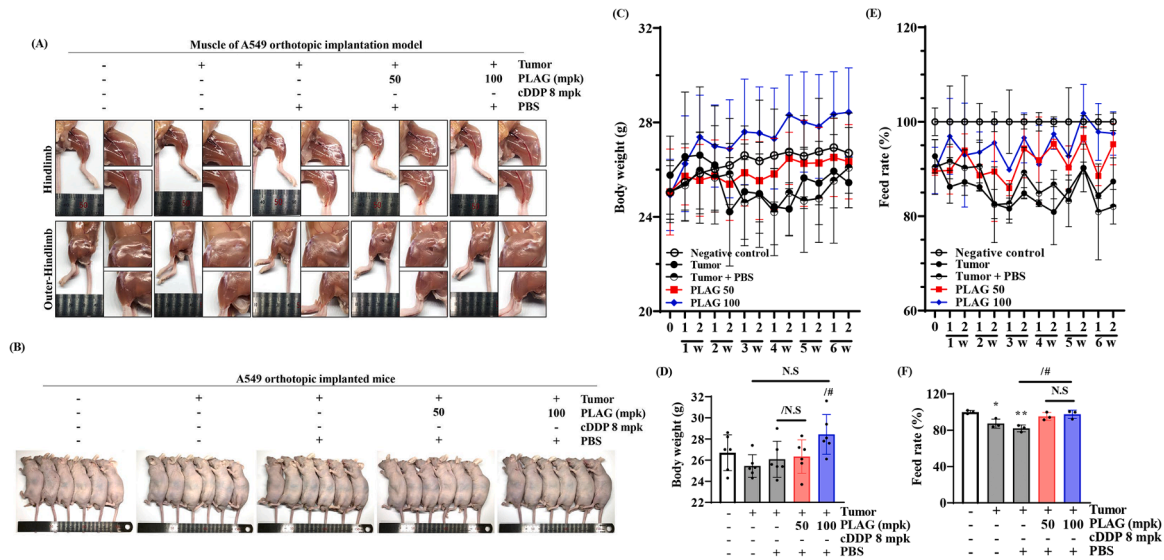 (A)
Muscle of A549 orthotopic implantation model
- + + + + Tumor
- - - 50 100 PLAG (mpk)
- - - - - cDDP 8 mpk
- - + + + PBS
Hindlimb
Outer-Hindlimb
(B)
A549 orthotopic implanted mice
- + + + + Tumor
- - - 50 100 PLAG (mpk)
- - - - - cDDP 8 mpk
- - + + + PBS
(C)
Body weight (g)
32
28
24
20
Negative control
Tumor
Tumor + PBS
PLAG 50
PLAG 100
0 1 2 1 2 1 2 1 2 1 2 1 2
1 w 2 w 3 w 4 w 5 w 6 w
(E)
Feed rate (%)
120
100
80
60
Negative control
Tumor
Tumor + PBS
PLAG 50
PLAG 100
0 1 2 1 2 1 2 1 2 1 2 1 2
1 w 2 w 3 w 4 w 5 w 6 w
(D)
N.S
/N.S
/#
Body weight (g)
32
30
28
26
24
22
- + + + + Tumor
- - - 50 100 PLAG (mpk)
- - - - - cDDP 8 mpk
- - + + + PBS
(F)
/#
N.S
*
**
Feed rate (%)
120
80
40
0
- + + + + Tumor
- - - 50 100 PLAG (mpk)
- - - - - cDDP 8 mpk
- - + + + PBS